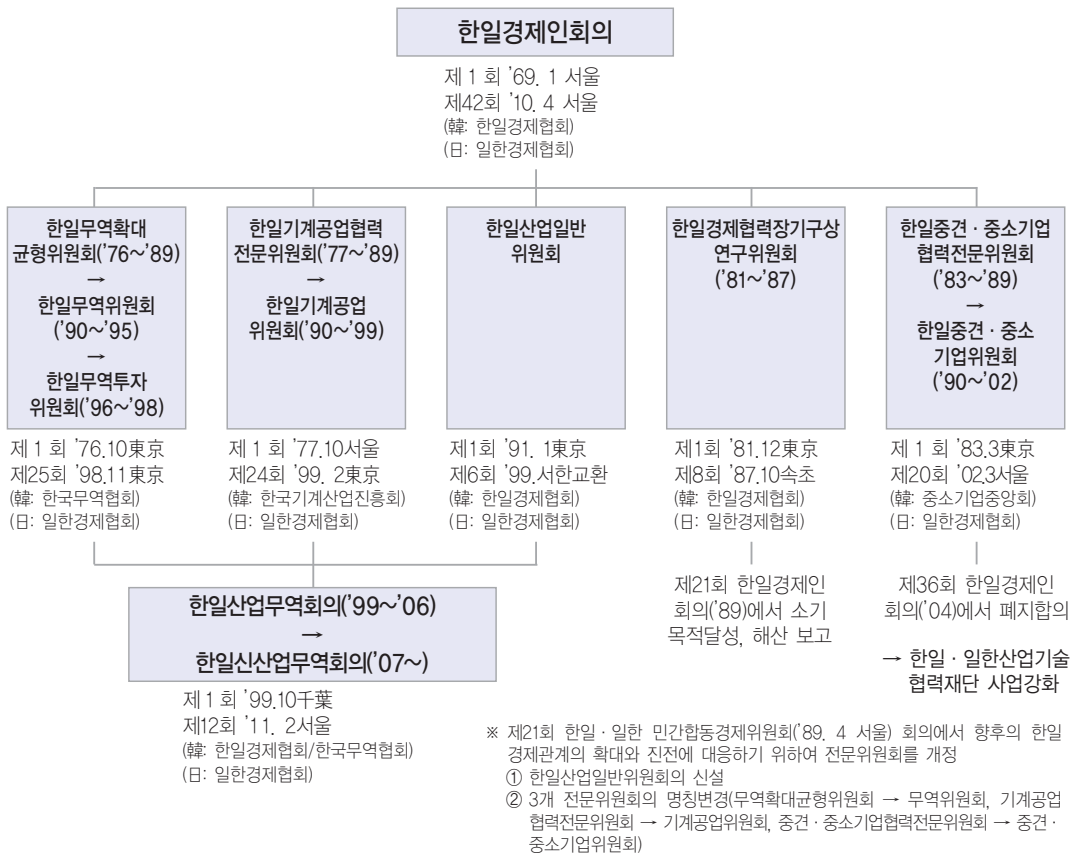 한일경제인회의
제 1 회 ’69. 1 서울
제42회 ’10. 4 서울
(韓: 한일경제협회)
(日: 일한경제협회)
한일무역확대
균형위원회(’76~’89)
→
한일무역위원회
(’90~’95)
→
한일무역투자
위원회(’96~’98)
제 1 회 ’76.10東京
제25회 ’98.11東京
(韓: 한국무역협회)
(日: 일한경제협회)
한일기계공업협력
전문위원회(’77~’89)
→
한일기계공업
위원회(’90~’99)
제 1 회 ’77.10서울
제24회 ’99. 2東京
(韓: 한국기계산업진흥회)
(日: 일한경제협회)
한일산업일반
위원회
제1회 ’91. 1東京
제6회 ’99.서한교환
(韓: 한일경제협회)
(日: 일한경제협회)
한일경제협력장기구상
연구위원회
(’81~’87)
제1회 ’81.12東京
제8회 ’87.10속초
(韓: 한일경제협회)
(日: 일한경제협회)
제21회 한일경제인
회의(’89)에서 소기
목적달성, 해산 보고
한일중견ㆍ중소기업
협력전문위원회
(’83~’89)
→
한일중견ㆍ중소
기업위원회
(’90~’02)
제 1 회 ’83.3東京
제20회 ’02.3서울
(韓: 중소기업중앙회)
(日: 일한경제협회)
제36회 한일경제인
회의(’04)에서 폐지합의
→ 한일ㆍ일한산업기술
협력재단 사업강화
한일산업무역회의(’99~’06)
→
한일신산업무역회의(’07~)
제 1 회 ’99.10千葉
제12회 ’11. 2서울
(韓: 한일경제협회/한국무역협회)
(日: 일한경제협회)
※ 제21회 한일ㆍ일한 민간합동경제위원회(’89. 4 서울) 회의에서 향후의 한일
경제관계의 확대와 진전에 대응하기 위하여 전문위원회를 개정
① 한일산업일반위원회의 신설
② 3개 전문위원회의 명칭변경(무역확대균형위원회 → 무역위원회, 기계공업
협력전문위원회 → 기계공업위원회, 중견ㆍ중소기업협력전문위원회 → 중견ㆍ
중소기업위원회)